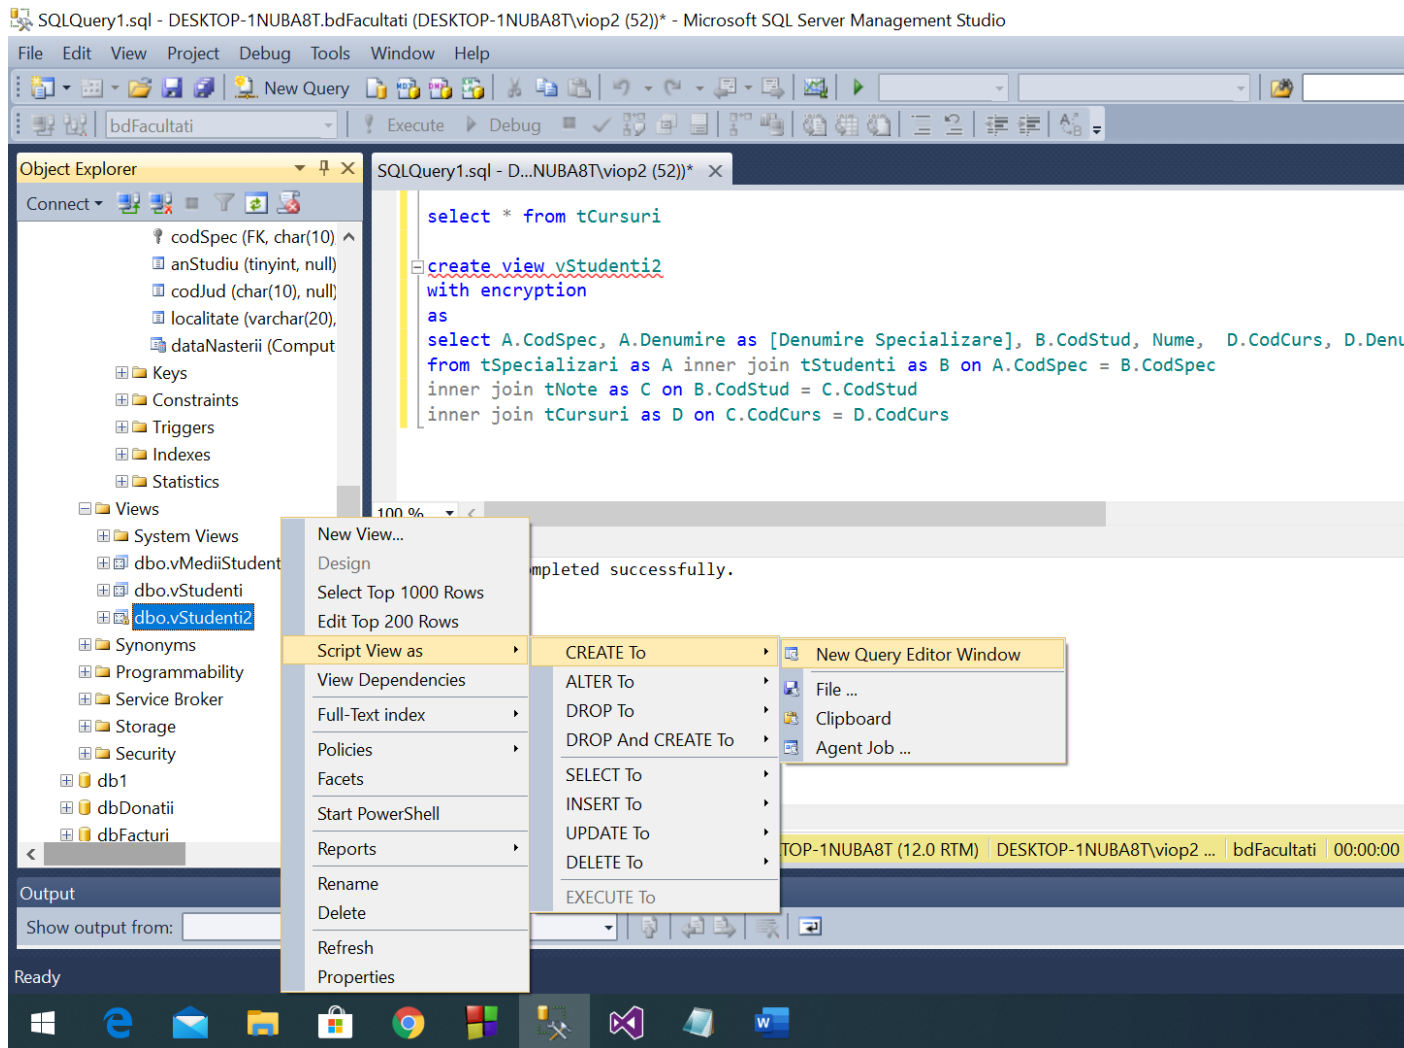 SQLQuery1.sql - DESKTOP-1NUBA8T.bdFacultati (DESKTOP-1NUBA8T\viop2 (52))* - Microsoft SQL Server Management Studio
File Edit View Project Debug Tools Window Help
New Query
bdFacultati Execute Debug
Object Explorer
SQLQuery1.sql - D...NUBA8T\viop2 (52))*
Connect
codSpec (FK, char(10)
anStudiu (tinyint, null)
codJud (char(10), null)
localitate (varchar(20),
dataNasterii (Comput
Keys
Constraints
Triggers
Indexes
Statistics
Views
System Views
dbo.vMediiStudent
dbo.vStudenti
dbo.vStudenti2
Synonyms
Programmability
Service Broker
Storage
Security
db1
dbDonatii
dbFacturi
select * from tCursuri
create view vStudenti2
with encryption
as
select A.CodSpec, A.Denumire as [Denumire Specializare], B.CodStud, Nume, D.CodCurs, D.Denu
from tSpecializari as A inner join tStudenti as B on A.CodSpec = B.CodSpec
inner join tNote as C on B.CodStud = C.CodStud
inner join tCursuri as D on C.CodCurs = D.CodCurs
100 %
mpleted successfully.
New View...
Design
Select Top 1000 Rows
Edit Top 200 Rows
Script View as
View Dependencies
Full-Text index
Policies
Facets
Start PowerShell
Reports
Rename
Delete
Refresh
Properties
CREATE To
ALTER To
DROP To
DROP And CREATE To
SELECT To
INSERT To
UPDATE To
DELETE To
EXECUTE To
New Query Editor Window
File ...
Clipboard
Agent Job ...
TOP-1NUBA8T (12.0 RTM) DESKTOP-1NUBA8T\viop2 ... bdFacultati 00:00:00
Output
Show output from:
Ready